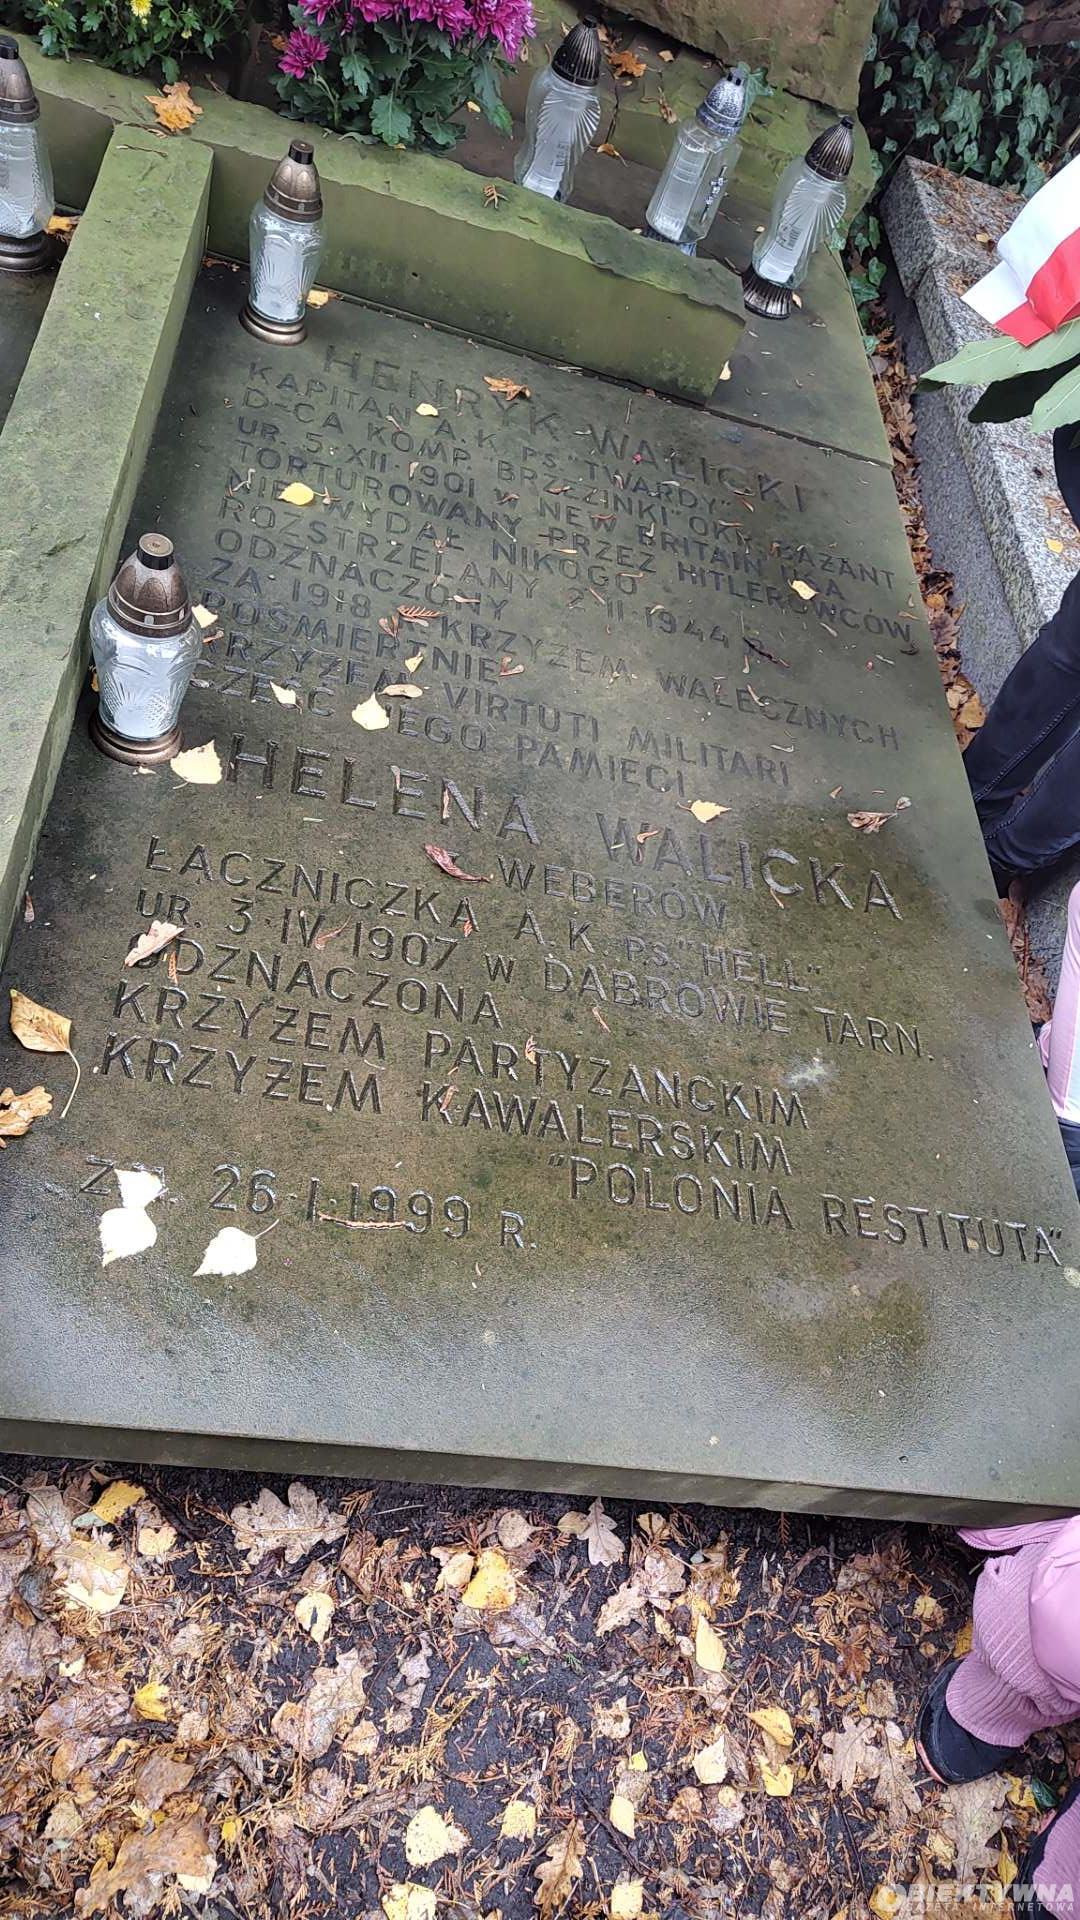 HENRYK WALICKI
KAPITAN A.K. PS. "TWARDY"
D-CA KOMP. BRZEZINKI" OKR. BAŻANT
UR. 5·XII·1901 W NEW BRITAIN USA
TORTUROWANY PRZEZ HITLEROWCÓW
NIE WYDAŁ NIKOGO
ROZSTRZELANY 2·II·1944 R.
ODZNACZONY
ZA 1918 R. KRZYŻEM WALECZNYCH
POŚMIERTNIE
KRZYŻEM VIRTUTI MILITARI
CZEŚĆ JEGO PAMIĘCI
HELENA WALICKA
Z WEBERÓW
ŁĄCZNICZKA A.K. PS. "HELL"
UR. 3·IV·1907 W DĄBROWIE TARN.
ODZNACZONA
KRZYŻEM PARTYZANCKIM
KRZYŻEM KAWALERSKIM
"POLONIA RESTITUTA"
26·I·1999 R.
OBIEKTYWNA
GAZETA INTERNETOWA